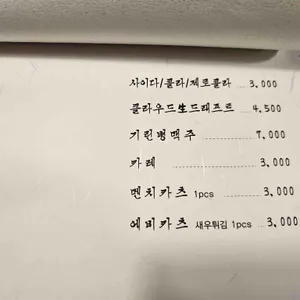 사이다/콜라/제로콜라 ..... 3,000
클라우드生드래프트 ..... 4,500
기린병맥주 ..... 7,000
카레 ..... 3,000
멘치카츠 1pcs ..... 3,000
에비카츠 새우튀김 1pcs ..... 3,000